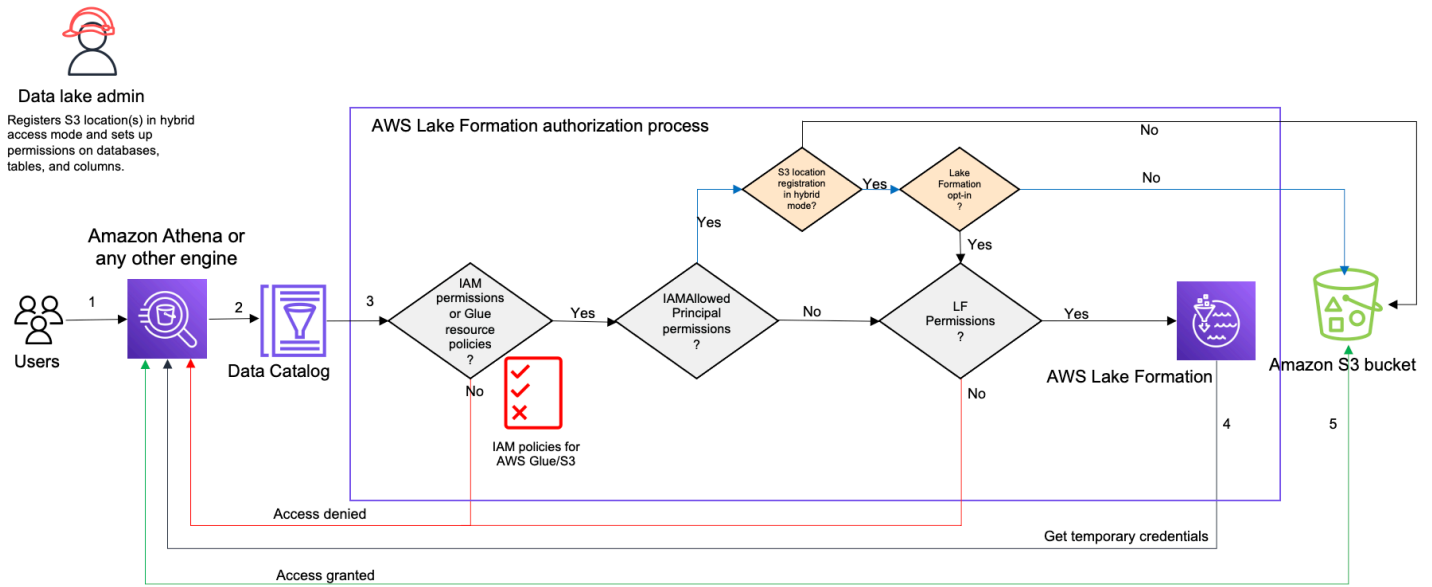 Data lake admin
Registers S3 location(s) in hybrid
access mode and sets up
permissions on databases,
tables, and columns.
AWS Lake Formation authorization process
No
S3 location
registration
in hybrid
mode?
Yes
Lake
Formation
opt-in
?
No
Yes
Yes
Amazon Athena or
any other engine
1
2
3
Users
Data Catalog
IAM
permissions
or Glue
resource
policies
?
Yes
No
IAMAllowed
Principal
permissions
?
No
LF
Permissions
?
Yes
No
AWS Lake Formation
Amazon S3 bucket
IAM policies for
AWS Glue/S3
4
5
Access denied
Get temporary credentials
Access granted